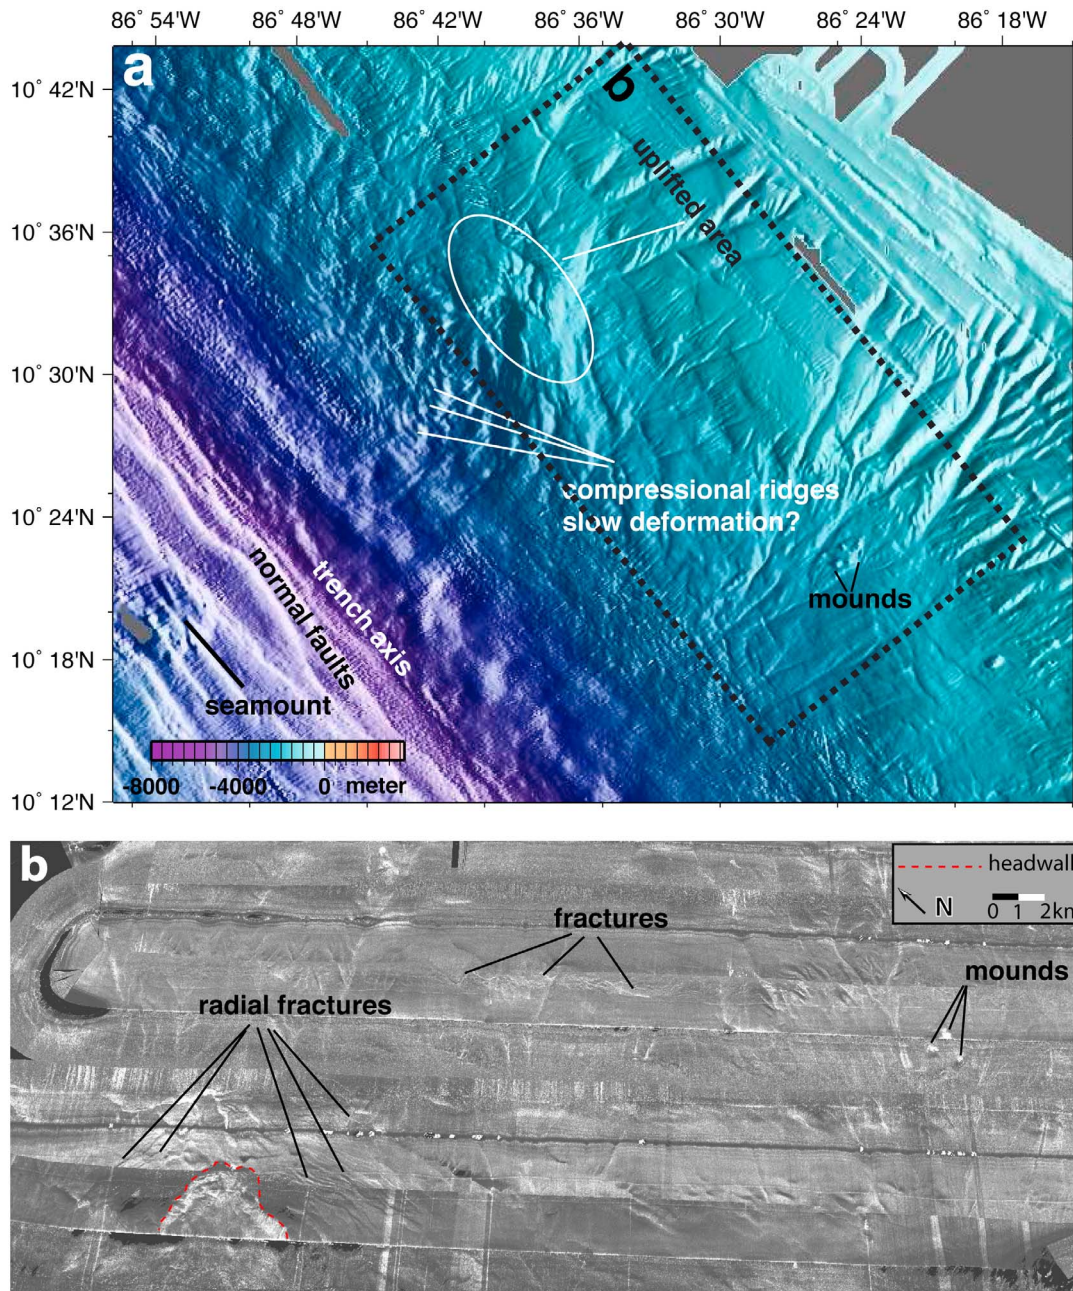 86° 54'W 86° 48'W 86° 42'W 86° 36'W 86° 30'W 86° 24'W 86° 18'W
a
b
10° 42'N
uplifted area
10° 36'N
10° 30'N
compressional ridges
slow deformation?
10° 24'N
mounds
trench axis
normal faults
10° 18'N
seamount
-8000 -4000 0 meter
10° 12'N
b
headwall
N 0 1 2km
fractures
mounds
radial fractures